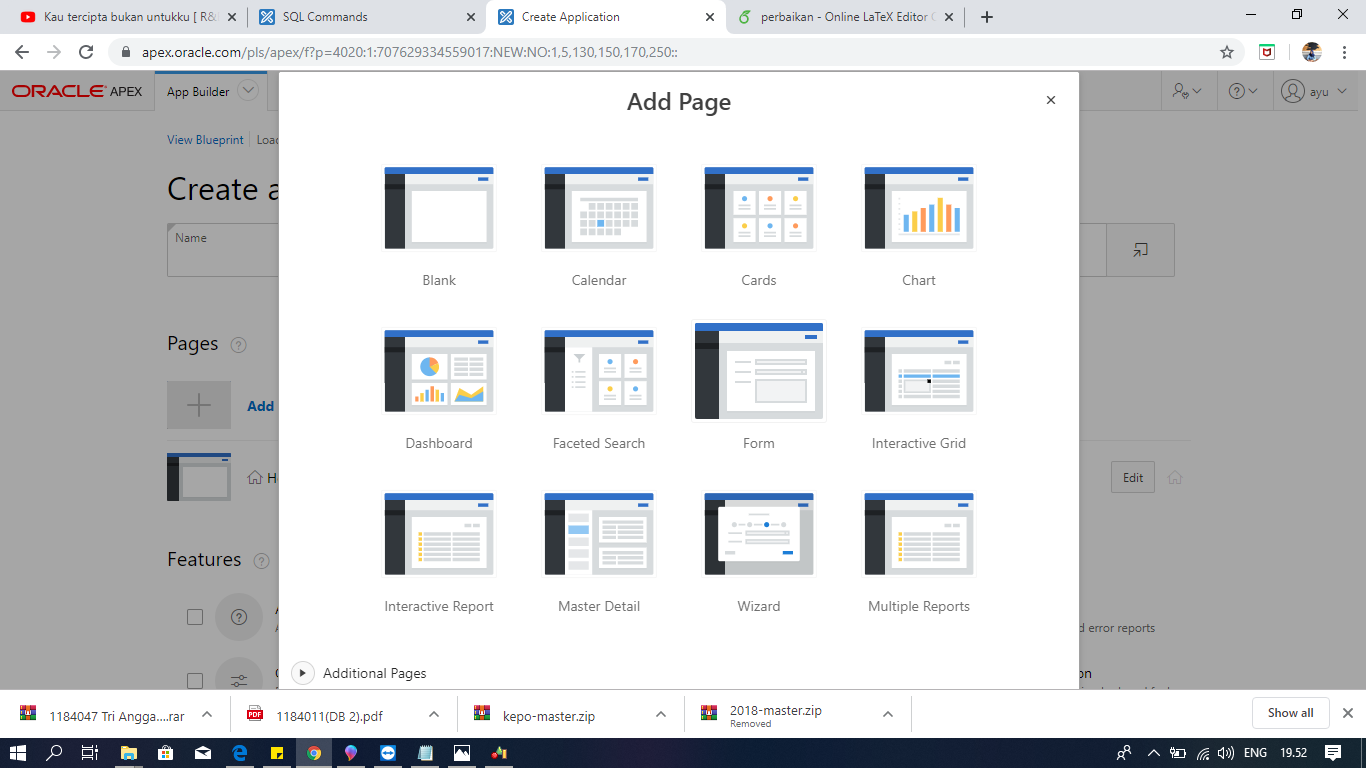 Kau tercipta bukan untukku [ R&
SQL Commands
Create Application
perbaikan - Online LaTeX Editor
apex.oracle.com/pls/apex/f?p=4020:1:707629334559017:NEW:NO:1,5,130,150,170,250::
ORACLE APEX
App Builder
ayu
View Blueprint
Loa
Create a
Name
Pages
Add
H
Edit
Features
d error reports
on
Add Page
Blank
Calendar
Cards
Chart
Dashboard
Faceted Search
Form
Interactive Grid
Interactive Report
Master Detail
Wizard
Multiple Reports
Additional Pages
1184047 Tri Angga....rar
1184011(DB 2).pdf
kepo-master.zip
2018-master.zip
Removed
Show all
ENG
19.52